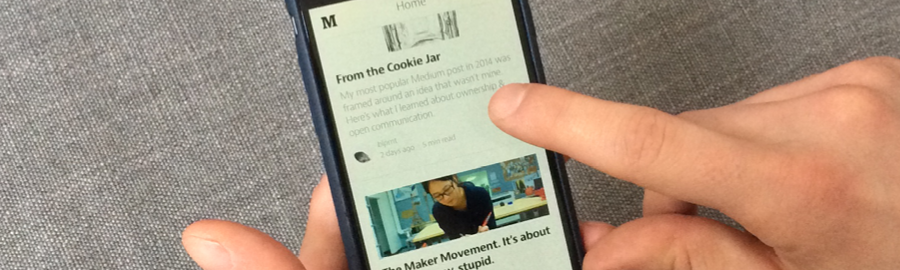 Home
M
From the Cookie Jar
My most popular Medium post in 2014 was
framed around an idea that wasn't mine.
Here's what I learned about ownership &
open communication.
2 days ago · 5 min read
The Maker Movement. It's about
stupid.